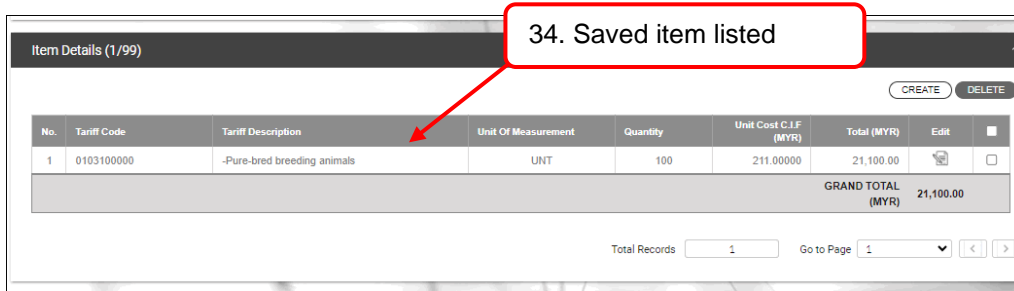 34. Saved item listed
Item Details (1/99)
CREATE DELETE
No. Tariff Code Tariff Description Unit Of Measurement Quantity Unit Cost C.I.F (MYR) Total (MYR) Edit
1 0103100000 -Pure-bred breeding animals UNT 100 211.00000 21,100.00
GRAND TOTAL (MYR) 21,100.00
Total Records 1 Go to Page 1